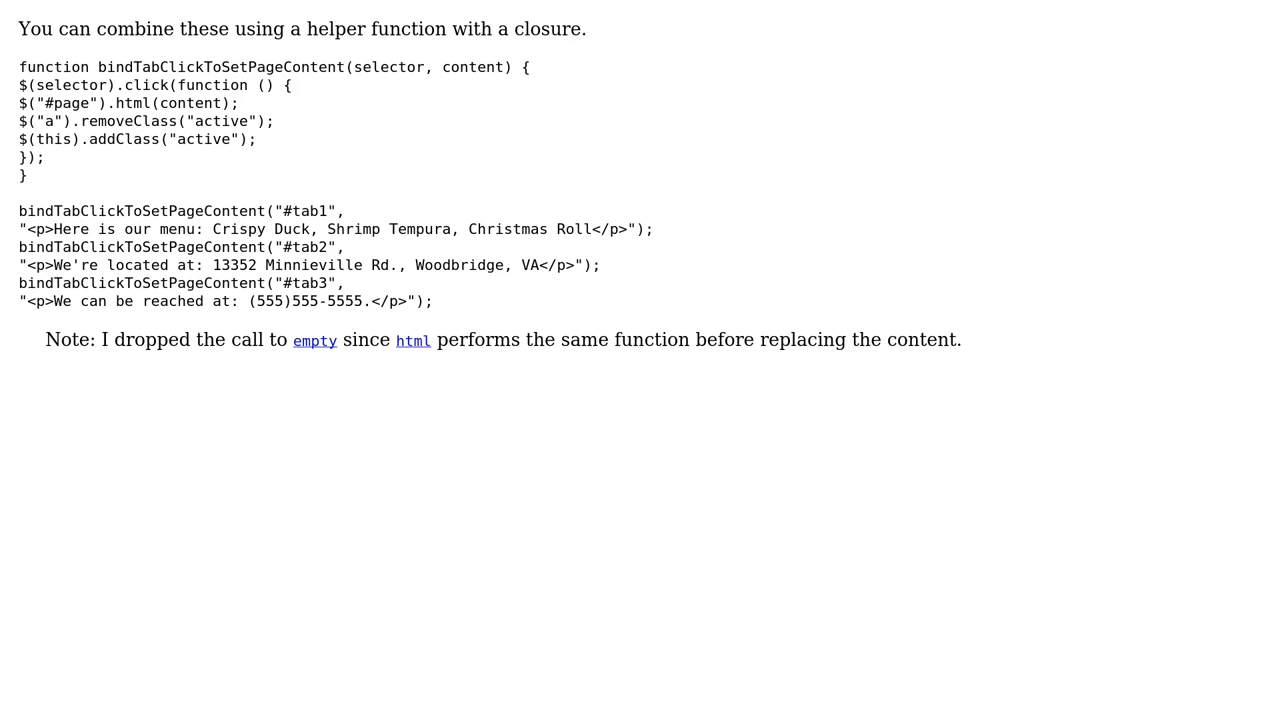 You can combine these using a helper function with a closure.
function bindTabClickToSetPageContent(selector, content) {
$(selector).click(function () {
$("#page").html(content);
$("a").removeClass("active");
$(this).addClass("active");
});
}
bindTabClickToSetPageContent("#tab1",
"<p>Here is our menu: Crispy Duck, Shrimp Tempura, Christmas Roll</p>");
bindTabClickToSetPageContent("#tab2",
"<p>We're located at: 13352 Minnieville Rd., Woodbridge, VA</p>");
bindTabClickToSetPageContent("#tab3",
"<p>We can be reached at: (555)555-5555.</p>");
Note: I dropped the call to empty since html performs the same function before replacing the content.